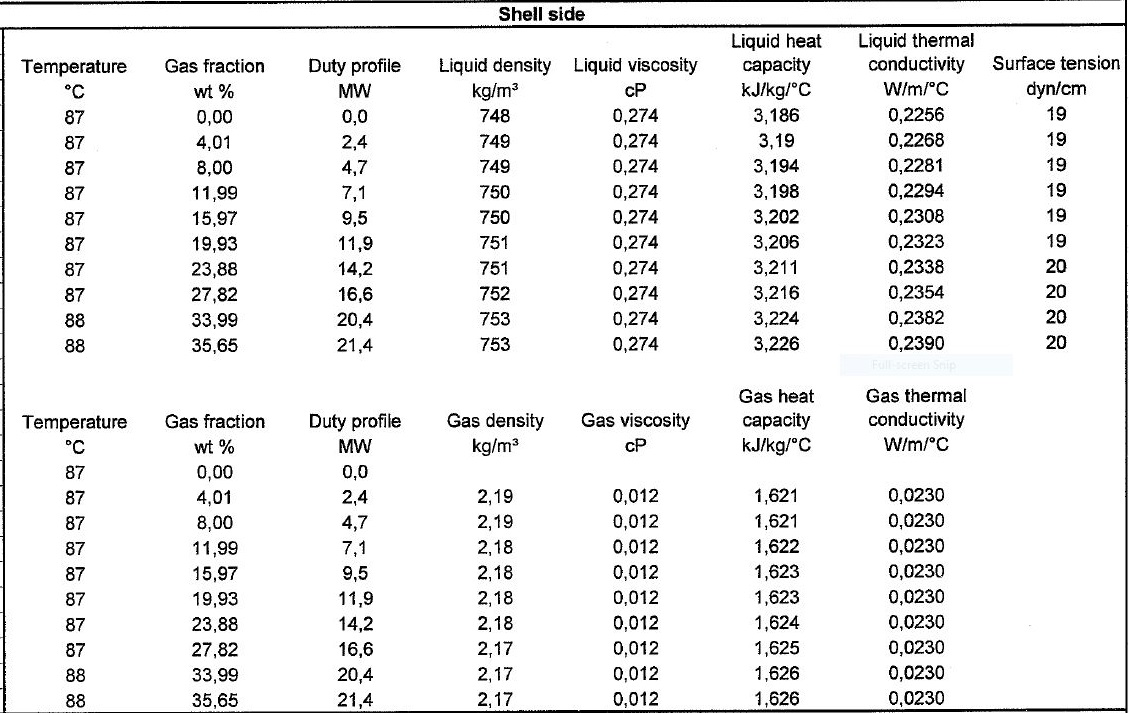 Shell side
Liquid heat Liquid thermal
Temperature Gas fraction Duty profile Liquid density Liquid viscosity capacity conductivity Surface tension
°C wt % MW kg/m³ cP kJ/kg/°C W/m/°C dyn/cm
87 0,00 0,0 748 0,274 3,186 0,2256 19
87 4,01 2,4 749 0,274 3,19 0,2268 19
87 8,00 4,7 749 0,274 3,194 0,2281 19
87 11,99 7,1 750 0,274 3,198 0,2294 19
87 15,97 9,5 750 0,274 3,202 0,2308 19
87 19,93 11,9 751 0,274 3,206 0,2323 19
87 23,88 14,2 751 0,274 3,211 0,2338 20
87 27,82 16,6 752 0,274 3,216 0,2354 20
88 33,99 20,4 753 0,274 3,224 0,2382 20
88 35,65 21,4 753 0,274 3,226 0,2390 20
Full-screen Snip
Gas heat Gas thermal
Temperature Gas fraction Duty profile Gas density Gas viscosity capacity conductivity
°C wt % MW kg/m³ cP kJ/kg/°C W/m/°C
87 0,00 0,0
87 4,01 2,4 2,19 0,012 1,621 0,0230
87 8,00 4,7 2,19 0,012 1,621 0,0230
87 11,99 7,1 2,18 0,012 1,622 0,0230
87 15,97 9,5 2,18 0,012 1,623 0,0230
87 19,93 11,9 2,18 0,012 1,623 0,0230
87 23,88 14,2 2,18 0,012 1,624 0,0230
87 27,82 16,6 2,17 0,012 1,625 0,0230
88 33,99 20,4 2,17 0,012 1,626 0,0230
88 35,65 21,4 2,17 0,012 1,626 0,0230